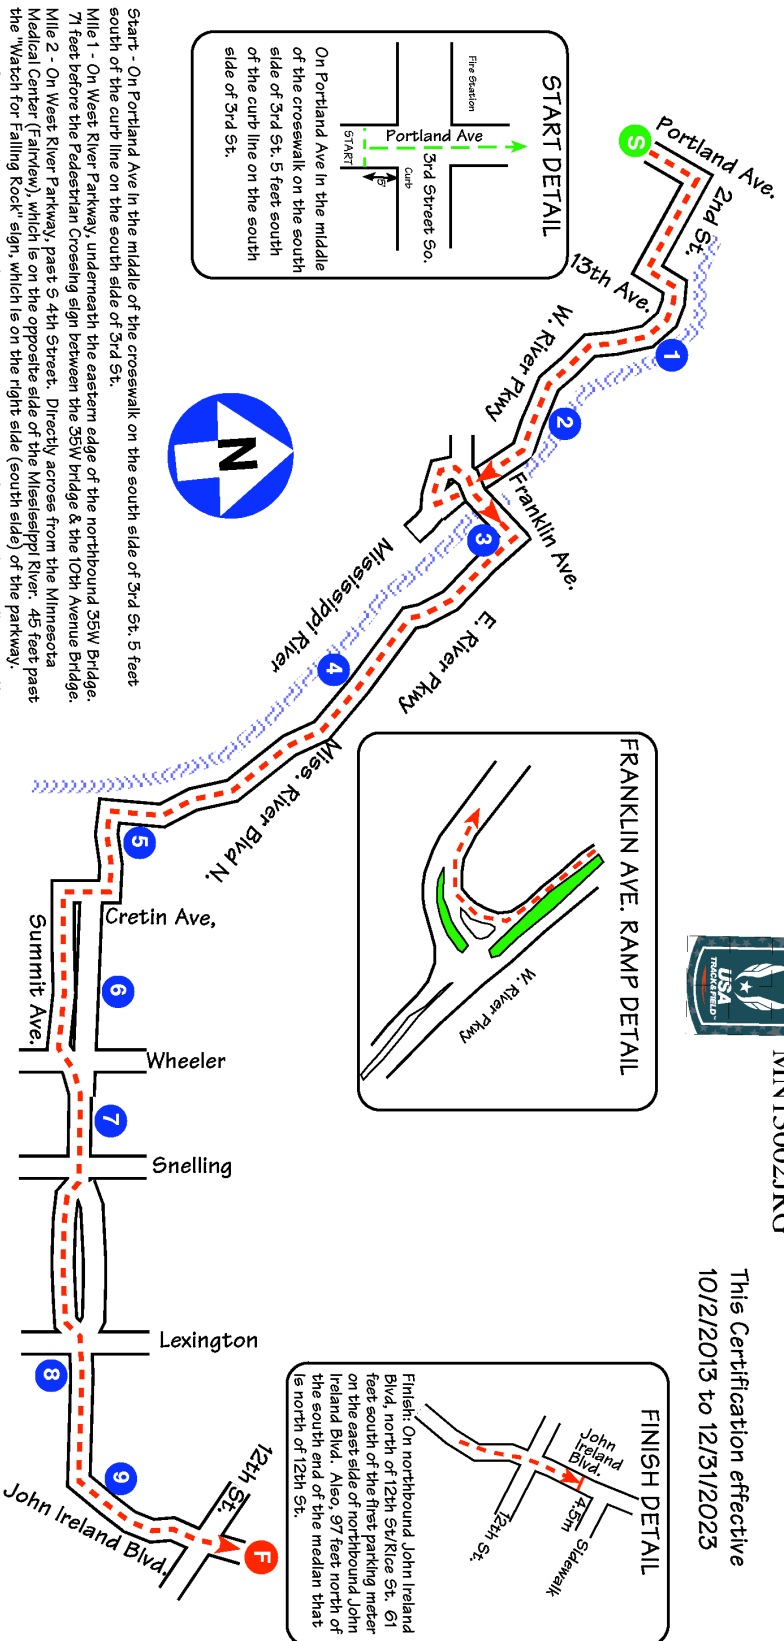 USA
TRACK & FIELD
This Certification effective
10/2/2013 to 12/31/2023
S
Portland Ave.
2nd St.
13th Ave.
1
W. River Pkwy
2
Franklin Ave.
3
Mississippi River
E. River Pkwy
4
Miss. River Blvd N.
5
Cretin Ave,
Summit Ave.
6
Wheeler
7
Snelling
Lexington
8
9
12th St.
John Ireland Blvd.
F
N
START DETAIL
Fire Station
Portland Ave
3rd Street So.
START
Curb
5'
On Portland Ave in the middle
of the crosswalk on the south
side of 3rd St. 5 feet south
of the curb line on the south
side of 3rd St.
FRANKLIN AVE. RAMP DETAIL
W. River Pkwy
FINISH DETAIL
John
Ireland
Blvd.
4.5m
Sidewalk
12th St.
Finish: On northbound John Ireland
Blvd, north of 12th St/Rice St. 61
feet south of the first parking meter
on the east side of northbound John
Ireland Blvd. Also, 97 feet north of
the south end of the median that
is north of 12th St.
Start - On Portland Ave in the middle of the crosswalk on the south side of 3rd St. 5 feet
south of the curb line on the south side of 3rd St.
Mile 1 - On West River Parkway, underneath the eastern edge of the northbound 35W Bridge.
71 feet before the Pedestrian Crossing sign between the 35W bridge & the 10th Avenue Bridge.
Mile 2 - On West River Parkway, past S 4th Street. Directly across from the Minnesota
Medical Center (Fairview), which is on the opposite side of the Mississippi River. 45 feet past
the "Watch for Falling Rock" sign, which is on the right side (south side) of the parkway.